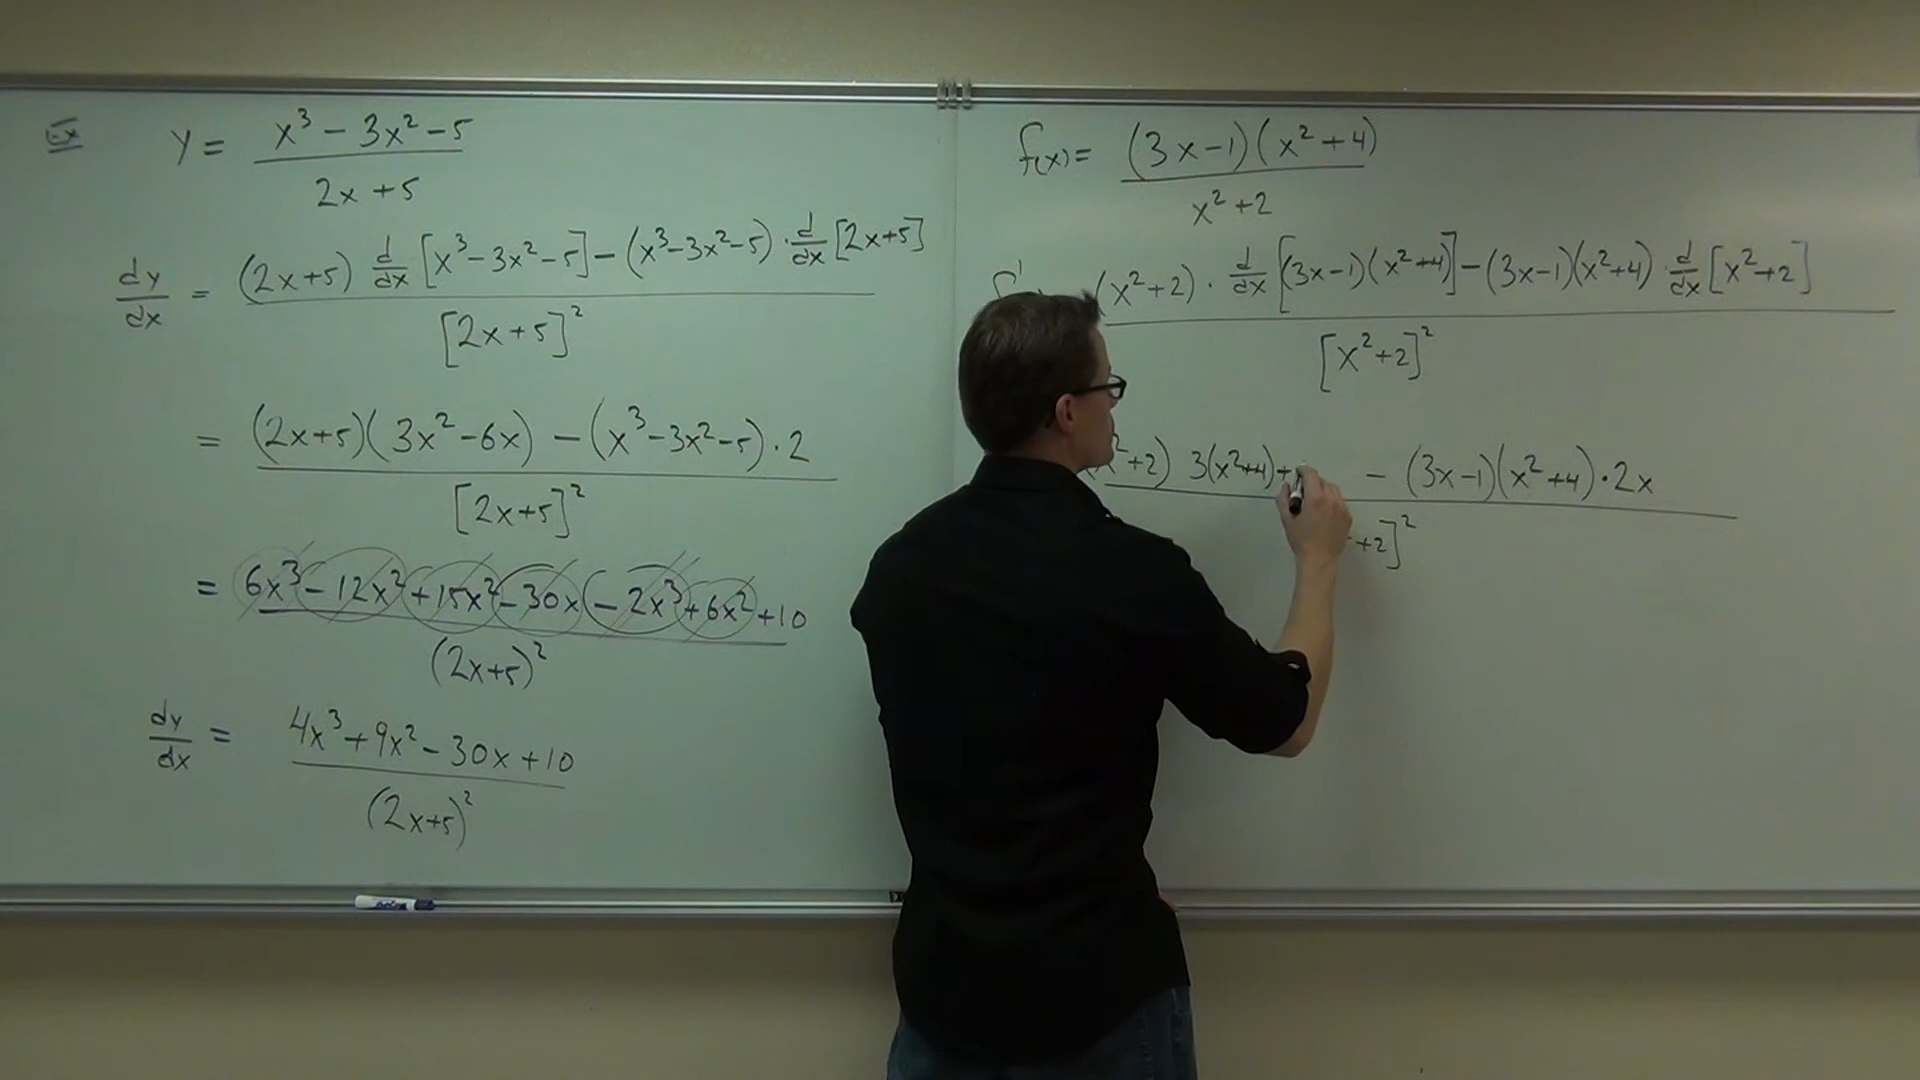 Ex
y = x³ − 3x² − 5
2x + 5
dy/dx = (2x+5) d/dx [x³−3x²−5] − (x³−3x²−5) · d/dx [2x+5]
[2x+5]²
= (2x+5)(3x²−6x) − (x³−3x²−5) · 2
[2x+5]²
= 6x³ − 12x² + 15x² − 30x − 2x³ + 6x² + 10
(2x+5)²
dy/dx = 4x³ + 9x² − 30x + 10
(2x+5)²
f(x) = (3x−1)(x²+4)
x² + 2
(x²+2) · d/dx [(3x−1)(x²+4)] − (3x−1)(x²+4) · d/dx [x²+2]
[x²+2]²
²+2) 3(x²+4) + − (3x−1)(x²+4) · 2x
+2]²